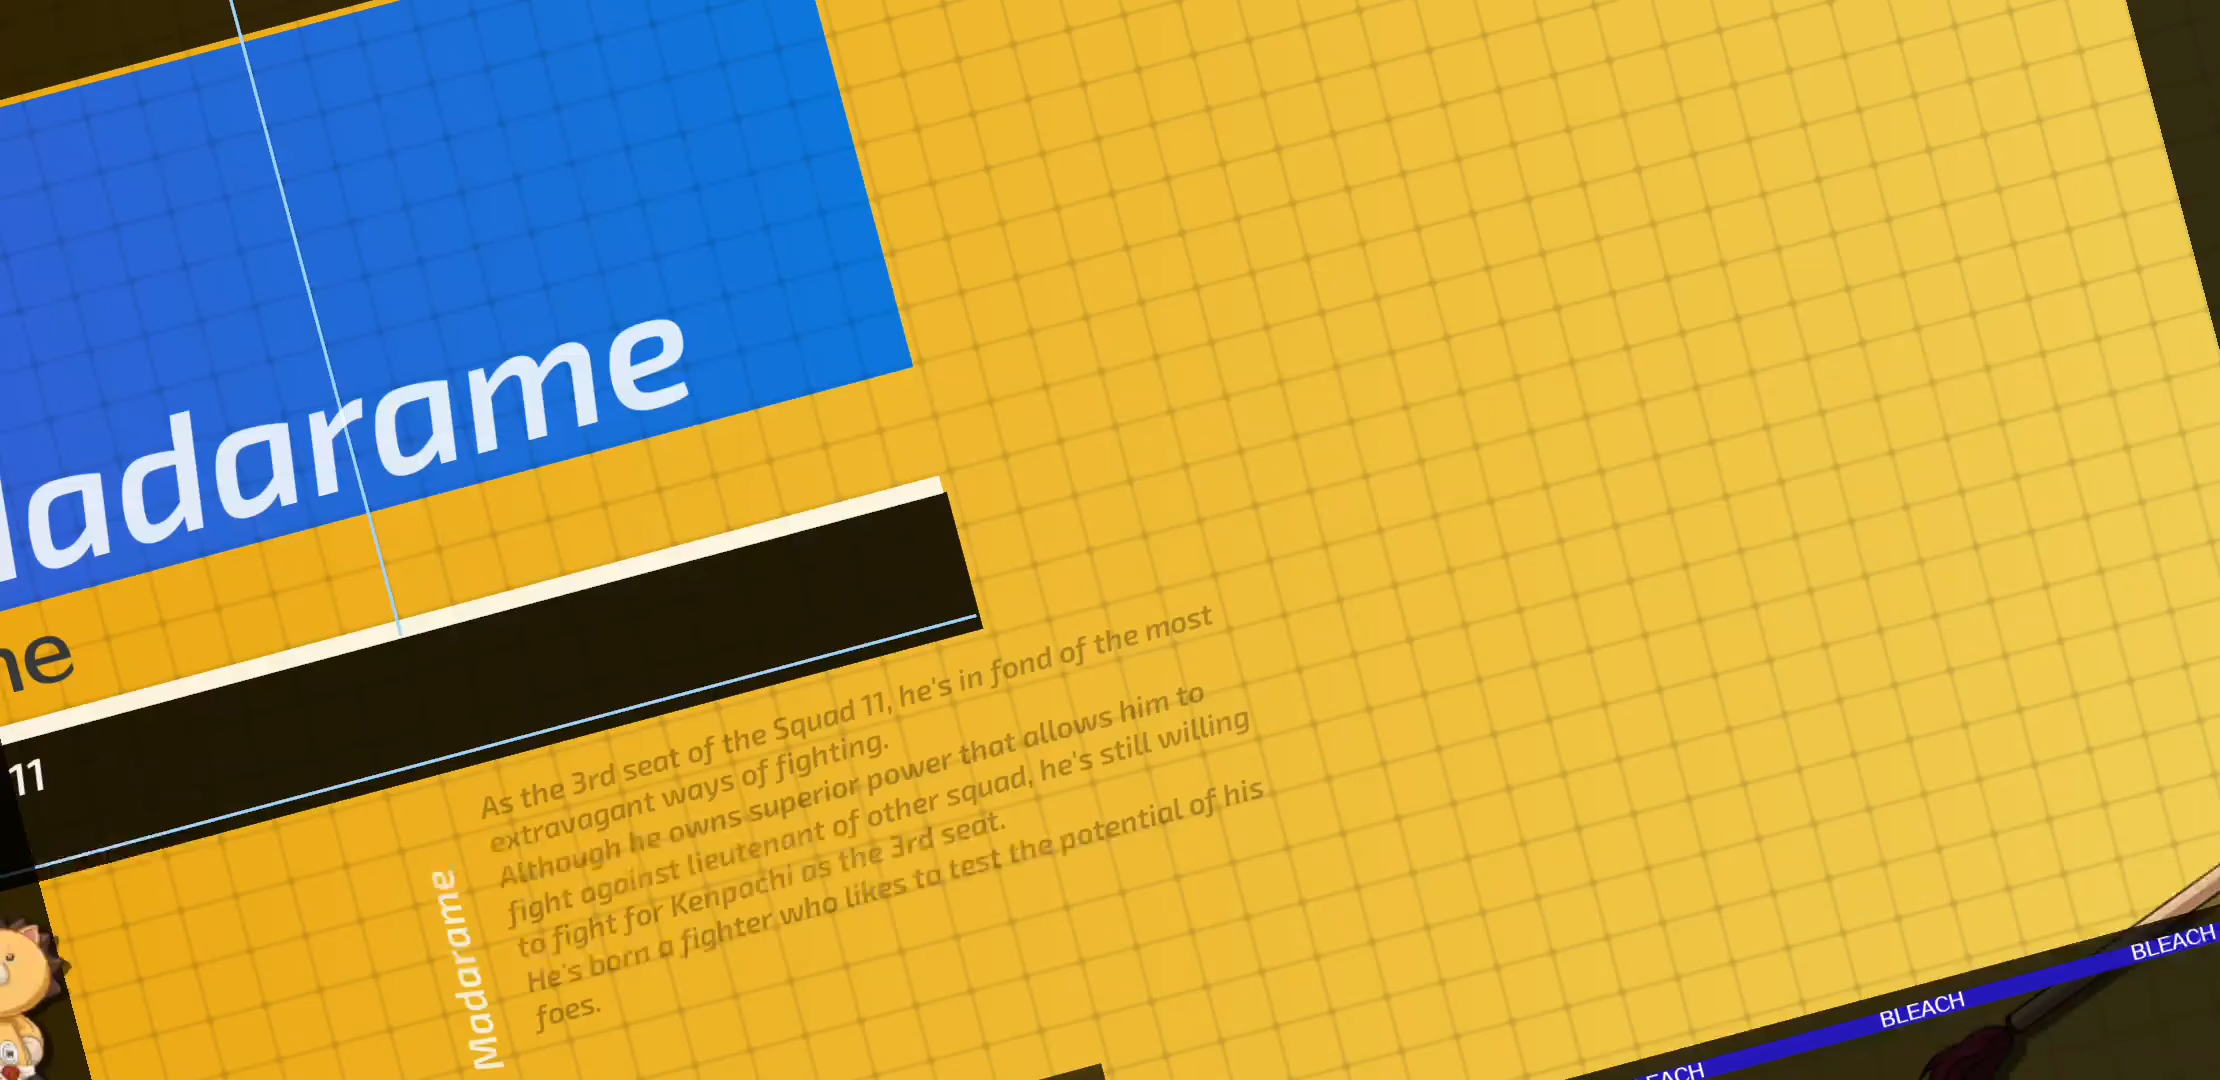 adarame
ne
11
As the 3rd seat of the Squad 11, he's in fond of the most
extravagant ways of fighting.
Although he owns superior power that allows him to
fight against lieutenant of other squad, he's still willing
to fight for Kenpachi as the 3rd seat.
He's born a fighter who likes to test the potential of his
foes.
Madarame
BLEACH
BLEACH
EACH